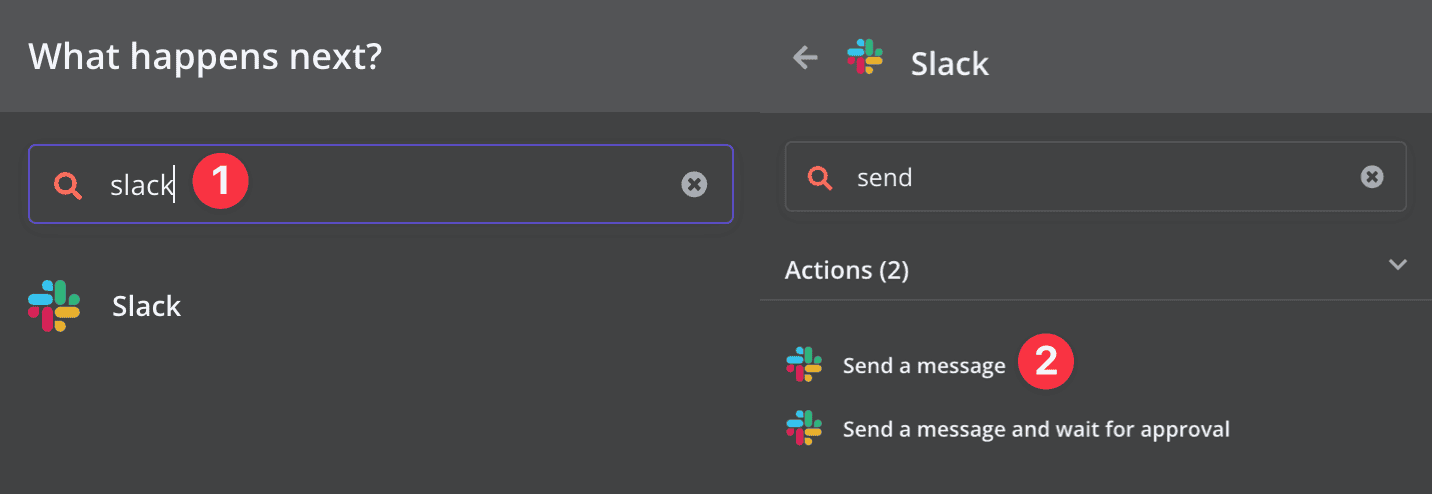 What happens next?
slack 1
Slack
Slack
send
Actions (2)
Send a message 2
Send a message and wait for approval